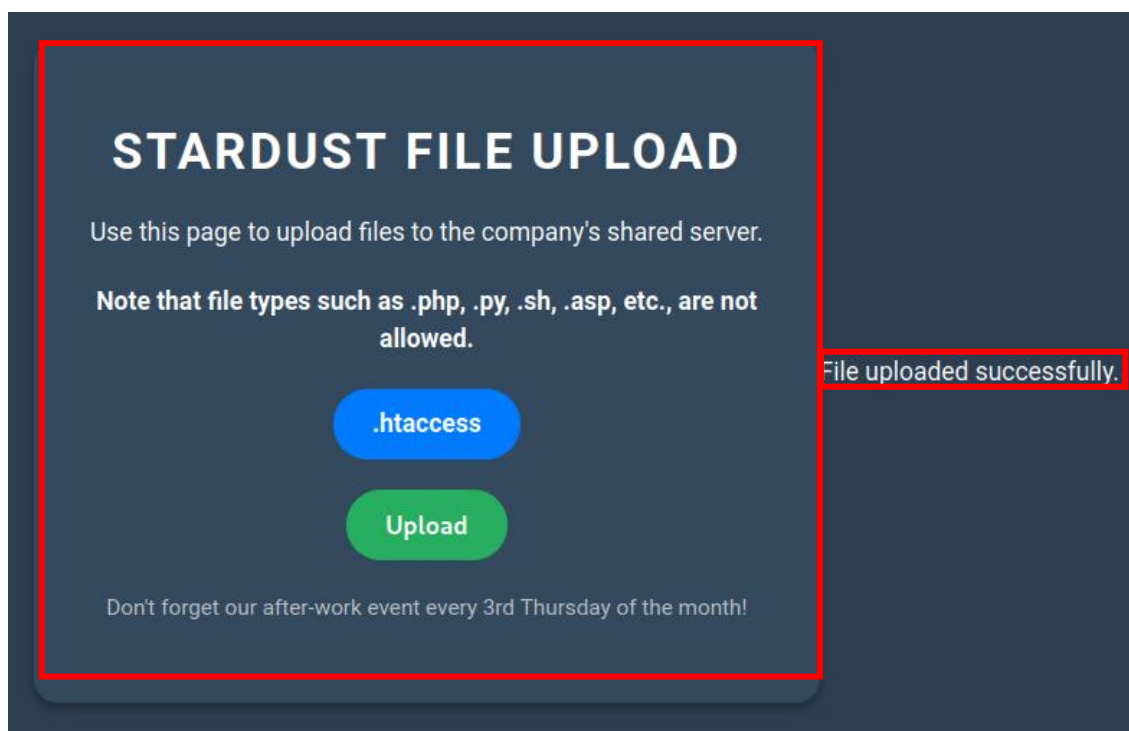 STARDUST FILE UPLOAD
Use this page to upload files to the company's shared server.
Note that file types such as .php, .py, .sh, .asp, etc., are not
allowed.
File uploaded successfully.
.htaccess
Upload
Don't forget our after-work event every 3rd Thursday of the month!